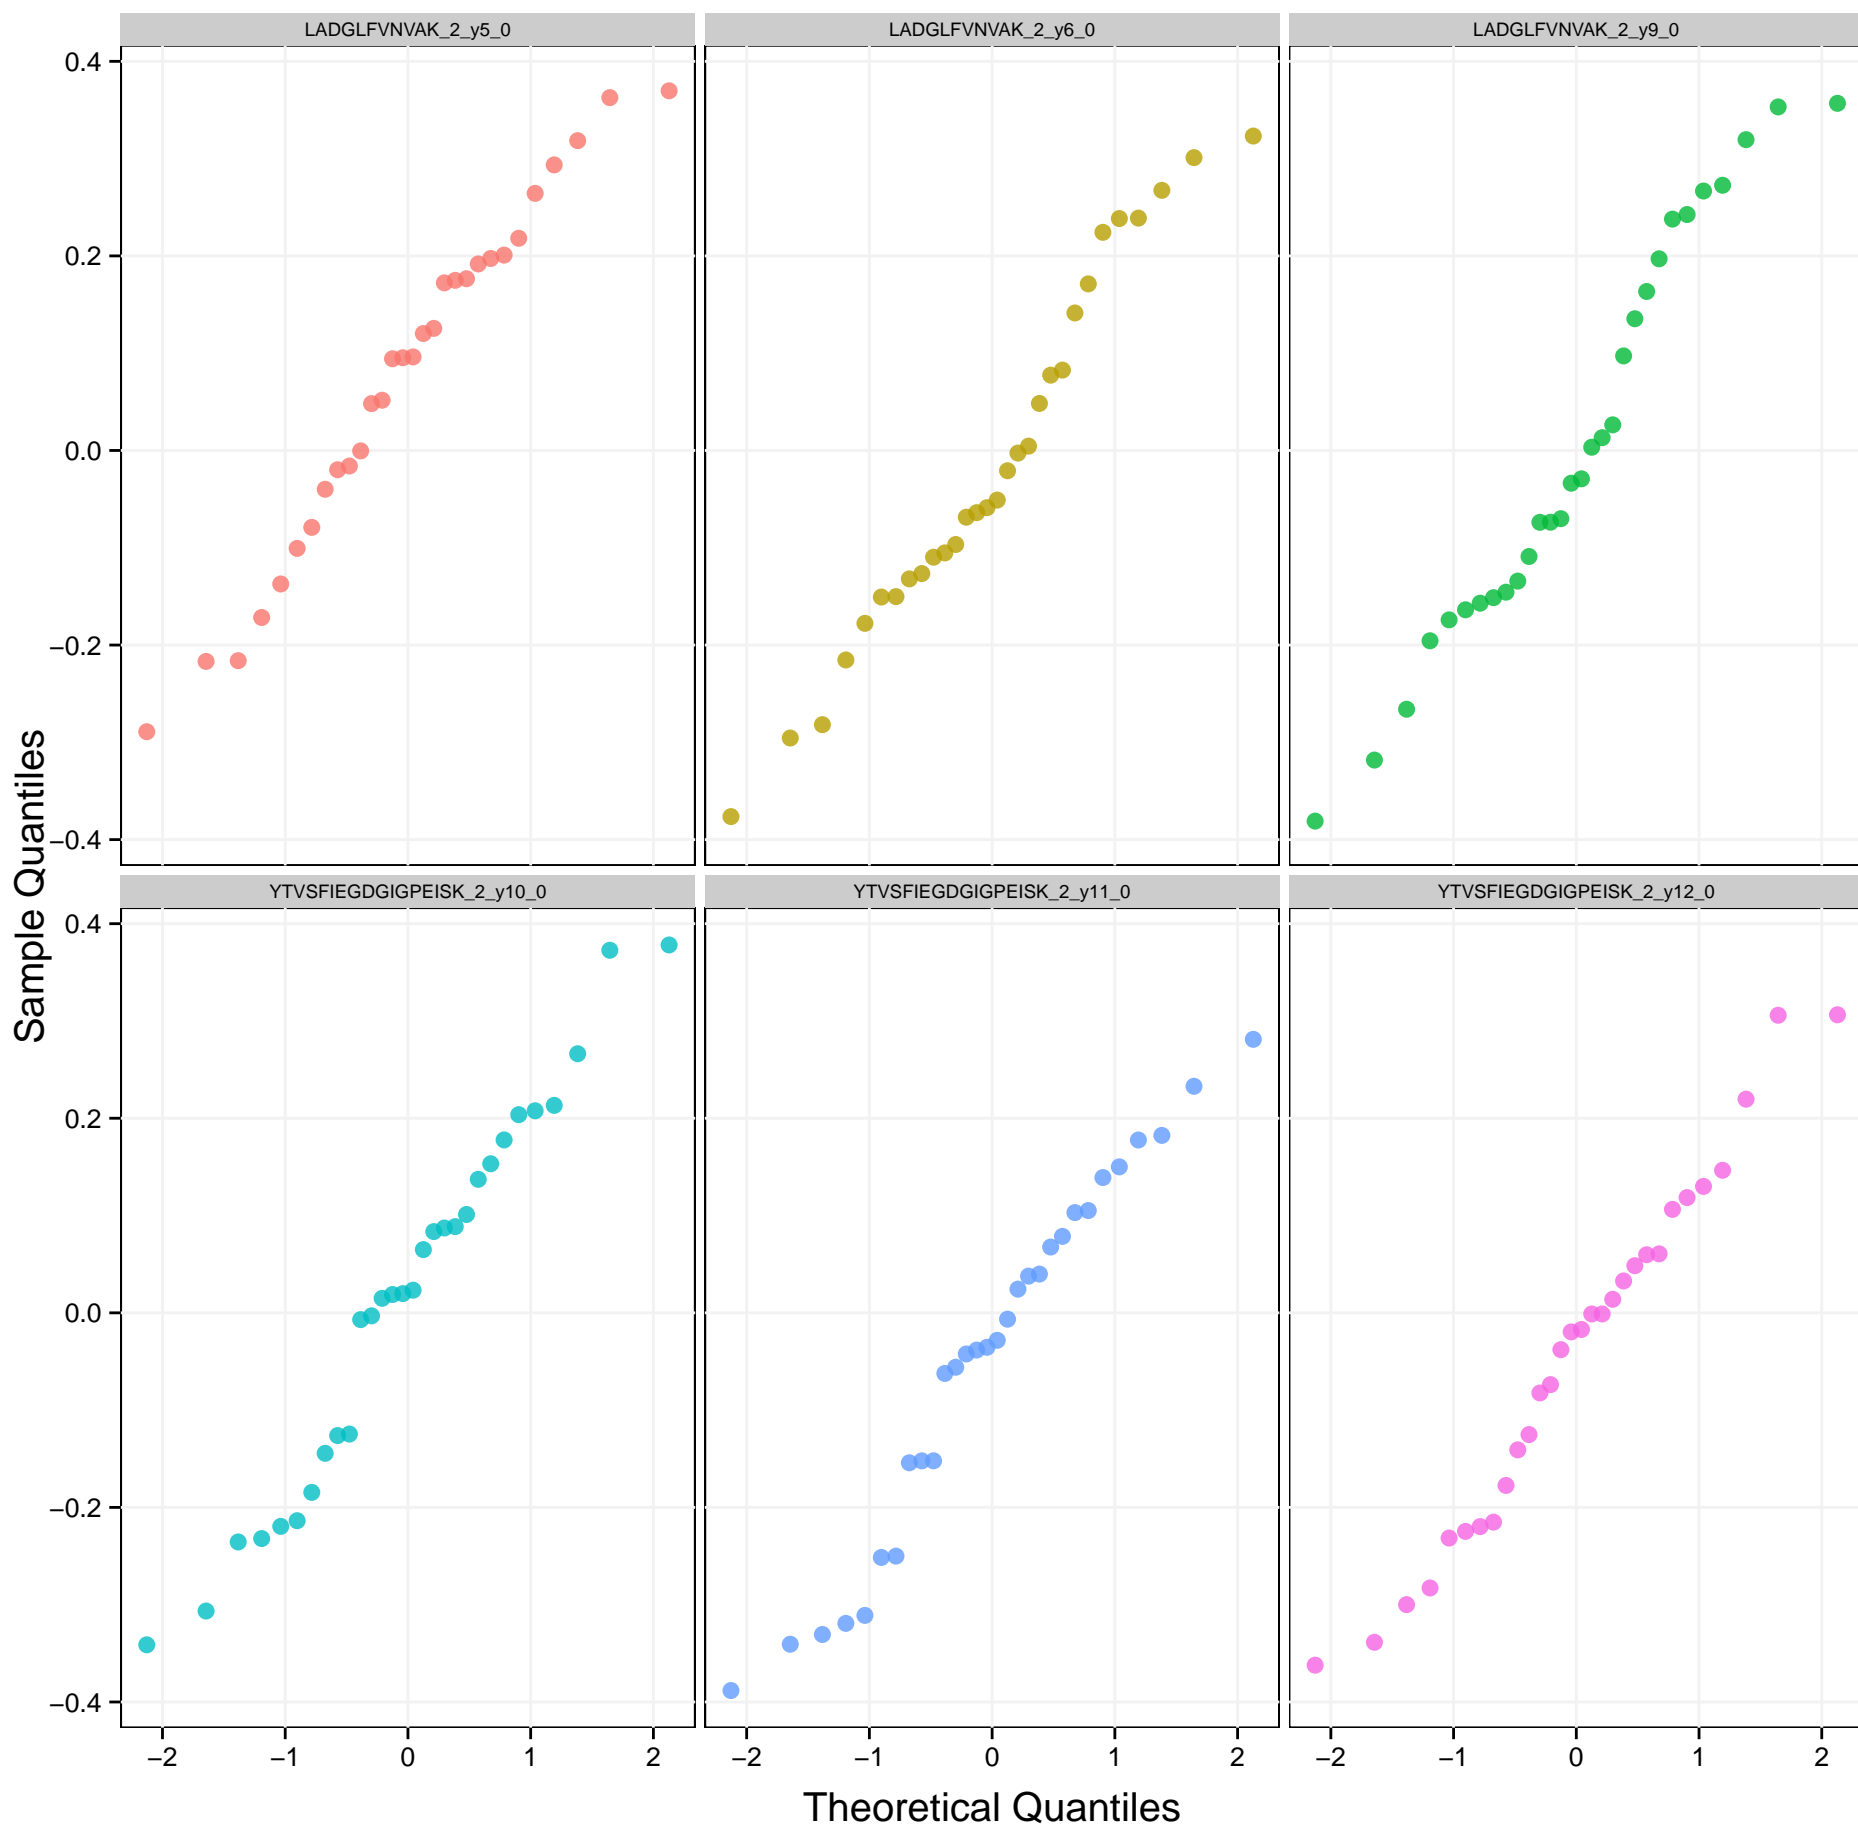 LADGLFVNVAK_2_y5_0 LADGLFVNVAK_2_y6_0 LADGLFVNVAK_2_y9_0
0.4
0.2
0.0
−0.2
−0.4
YTVSFIEGDGIGPEISK_2_y10_0 YTVSFIEGDGIGPEISK_2_y11_0 YTVSFIEGDGIGPEISK_2_y12_0
0.4
0.2
0.0
−0.2
−0.4
−2 −1 0 1 2 −2 −1 0 1 2 −2 −1 0 1 2
Theoretical Quantiles
Sample Quantiles